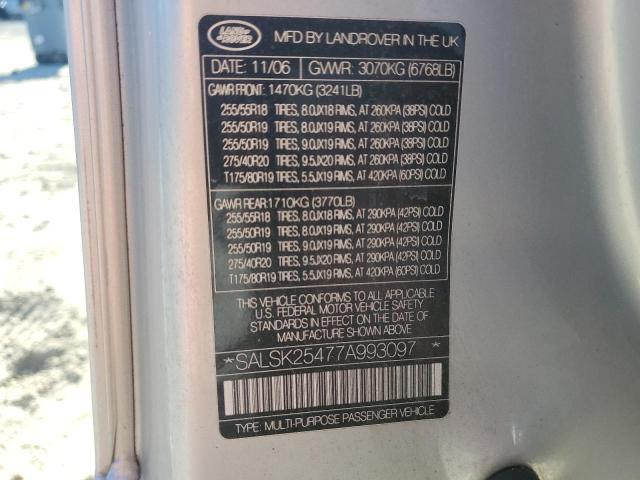 LAND ROVER
MFD BY LANDROVER IN THE UK
DATE: 11/06 GVWR: 3070KG (6768LB)
GAWR FRONT: 1470KG (3241LB)
255/55R18 TIRES, 8.0JX18 RIMS, AT 260KPA (38PSI) COLD
255/50R19 TIRES, 8.0JX19 RIMS, AT 260KPA (38PSI) COLD
255/50R19 TIRES, 9.0JX19 RIMS, AT 260KPA (38PSI) COLD
275/40R20 TIRES, 9.5JX20 RIMS, AT 260KPA (38PSI) COLD
T175/80R19 TIRES, 5.5JX19 RIMS, AT 420KPA (60PSI) COLD
GAWR REAR:1710KG (3770LB)
255/55R18 TIRES, 8.0JX18 RIMS, AT 290KPA (42PSI) COLD
255/50R19 TIRES, 8.0JX19 RIMS, AT 290KPA (42PSI) COLD
255/50R19 TIRES, 9.0JX19 RIMS, AT 290KPA (42PSI) COLD
275/40R20 TIRES, 9.5JX20 RIMS, AT 290KPA (42PSI) COLD
T175/80R19 TIRES, 5.5JX19 RIMS, AT 420KPA (60PSI) COLD
THIS VEHICLE CONFORMS TO ALL APPLICABLE
U.S. FEDERAL MOTOR VEHICLE SAFETY
STANDARDS IN EFFECT ON THE DATE OF
MANUFACTURE SHOWN ABOVE
*SALSK25477A993097*
TYPE: MULTI-PURPOSE PASSENGER VEHICLE